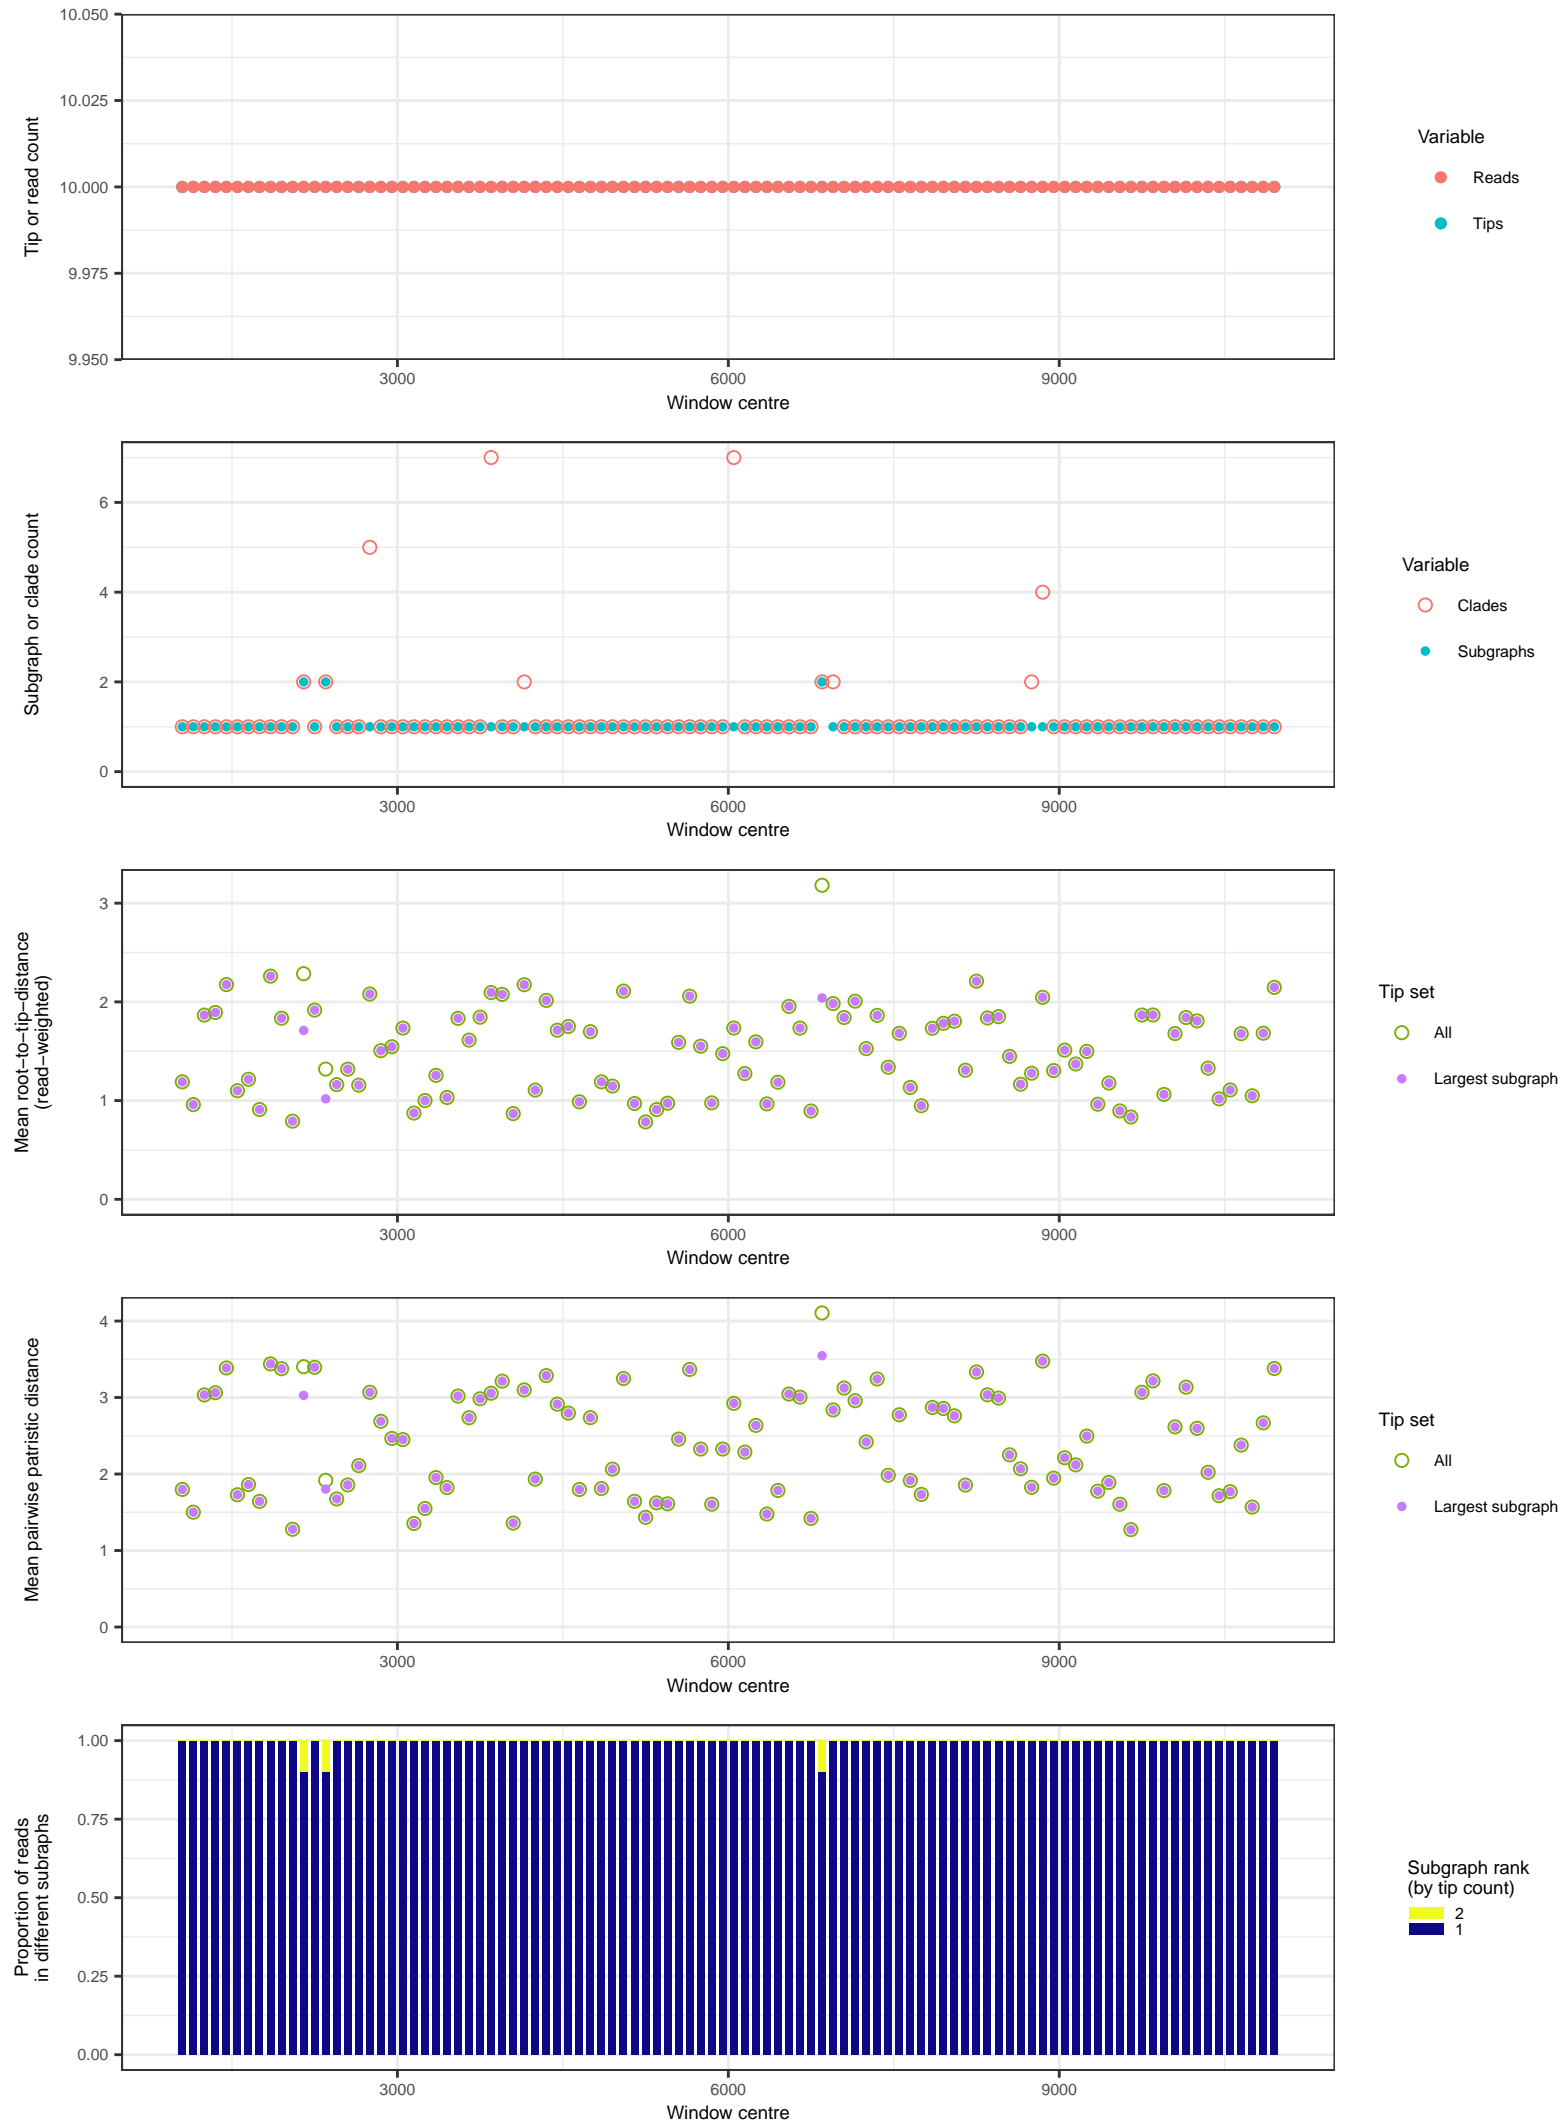 10.050
10.025
10.000
9.975
9.950
Tip or read count
3000
6000
9000
Window centre
Variable
Reads
Tips
6
4
2
0
Subgraph or clade count
3000
6000
9000
Window centre
Variable
Clades
Subgraphs
3
2
1
0
Mean root−to−tip−distance
(read−weighted)
3000
6000
9000
Window centre
Tip set
All
Largest subgraph
4
3
2
1
0
Mean pairwise patristic distance
3000
6000
9000
Window centre
Tip set
All
Largest subgraph
1.00
0.75
0.50
0.25
0.00
Proportion of reads
in different subraphs
3000
6000
9000
Window centre
Subgraph rank
(by tip count)
2
1